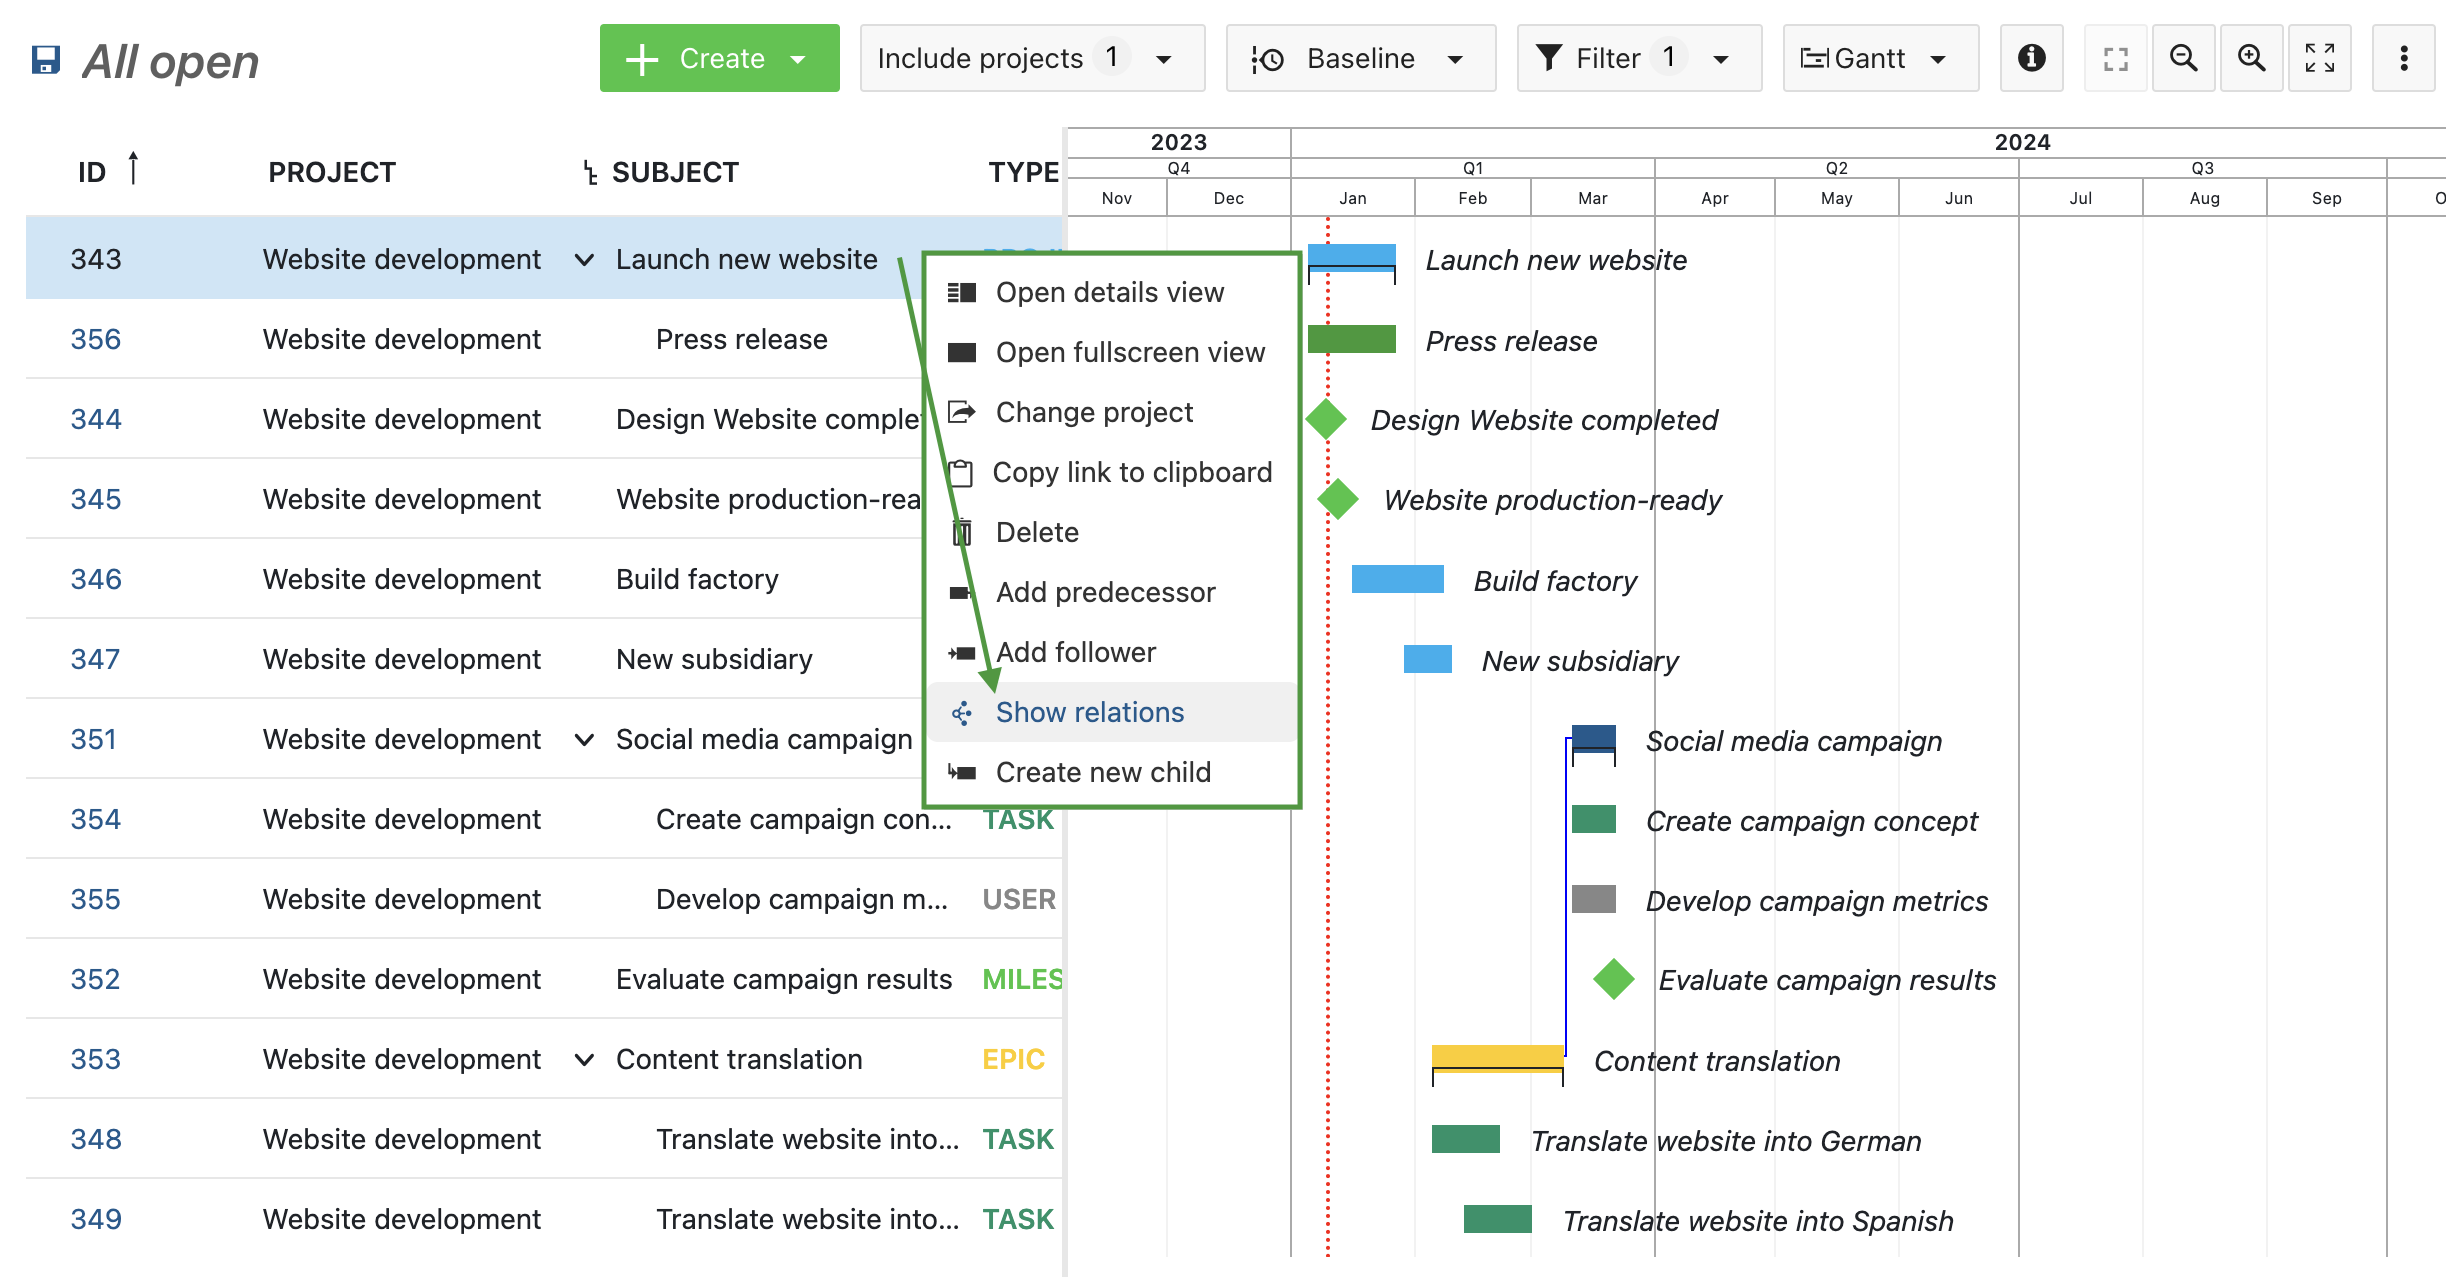 All open
Create
Include projects 1
Baseline
Filter 1
Gantt
ID PROJECT SUBJECT TYPE
2023 2024
Q4 Q1 Q2 Q3
Nov Dec Jan Feb Mar Apr May Jun Jul Aug Sep
343 Website development Launch new website
356 Website development Press release
344 Website development Design Website
345 Website development Website
346 Website development Build factory
347 Website development New subsidiary
351 Website development Social media campaign
354 Website development Create campaign con... TASK
355 Website development Develop campaign m... USER
352 Website development Evaluate campaign results MILES
353 Website development Content translation EPIC
348 Website development Translate website into... TASK
349 Website development Translate website into... TASK
Open details view
Open fullscreen view
Change project
Copy link to clipboard
Delete
Add predecessor
Add follower
Show relations
Create new child
Launch new website
Press release
Design Website completed
Website production-ready
Build factory
New subsidiary
Social media campaign
Create campaign concept
Develop campaign metrics
Evaluate campaign results
Content translation
Translate website into German
Translate website into Spanish